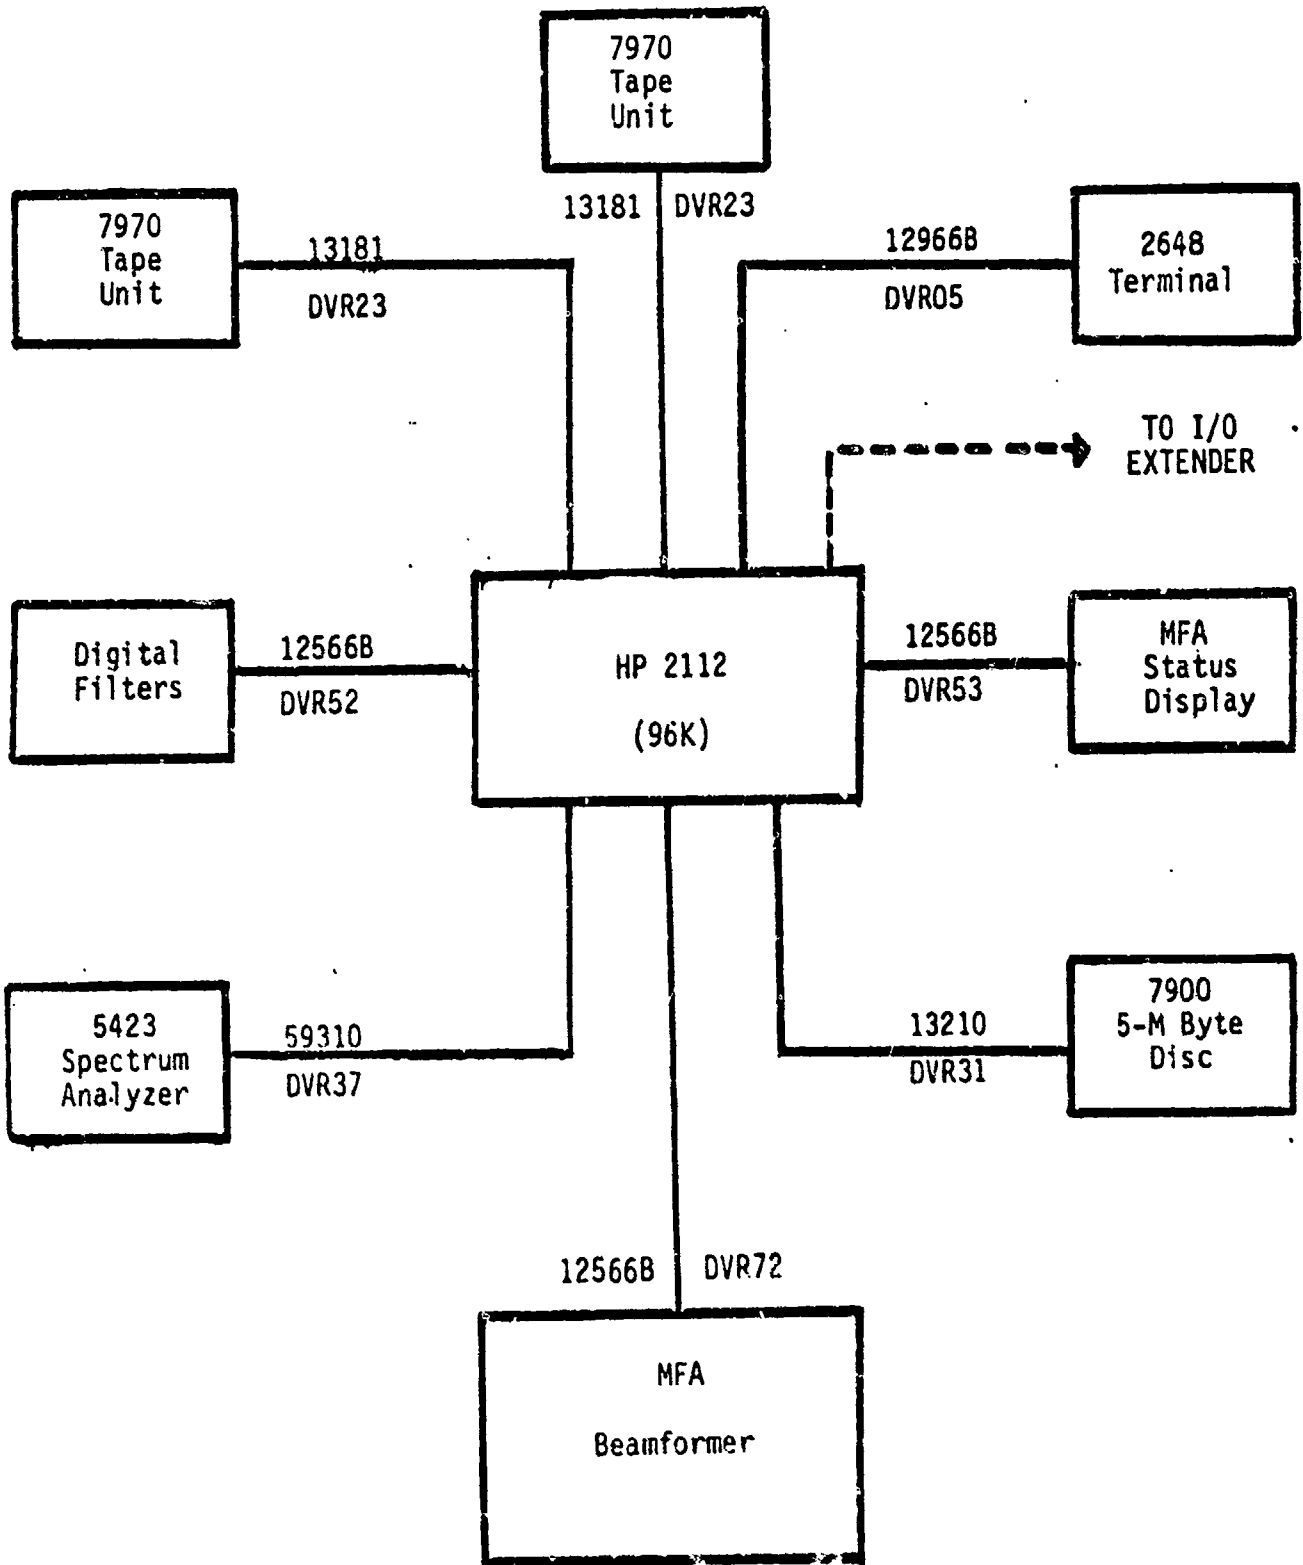 7970
Tape
Unit
13181 DVR23
7970
Tape
Unit
13181
DVR23
12966B
DVR05
2648
Terminal
TO I/O
EXTENDER
Digital
Filters
12566B
DVR52
HP 2112
(96K)
12566B
DVR53
MFA
Status
Display
5423
Spectrum
Analyzer
59310
DVR37
13210
DVR31
7900
5-M Byte
Disc
12566B DVR72
MFA
Beamformer